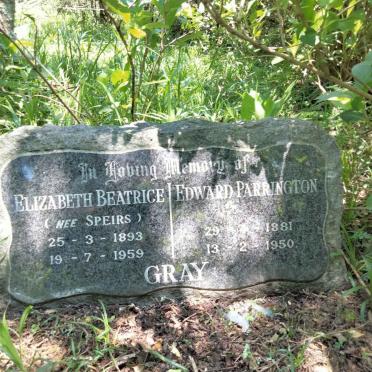 In Loving Memory of
ELIZABETH BEATRICE EDWARD PARRINGTON
(NEE SPEIRS)
25 - 3 - 1893 29 - - 1881
19 - 7 - 1959 13 - 2 - 1950
GRAY